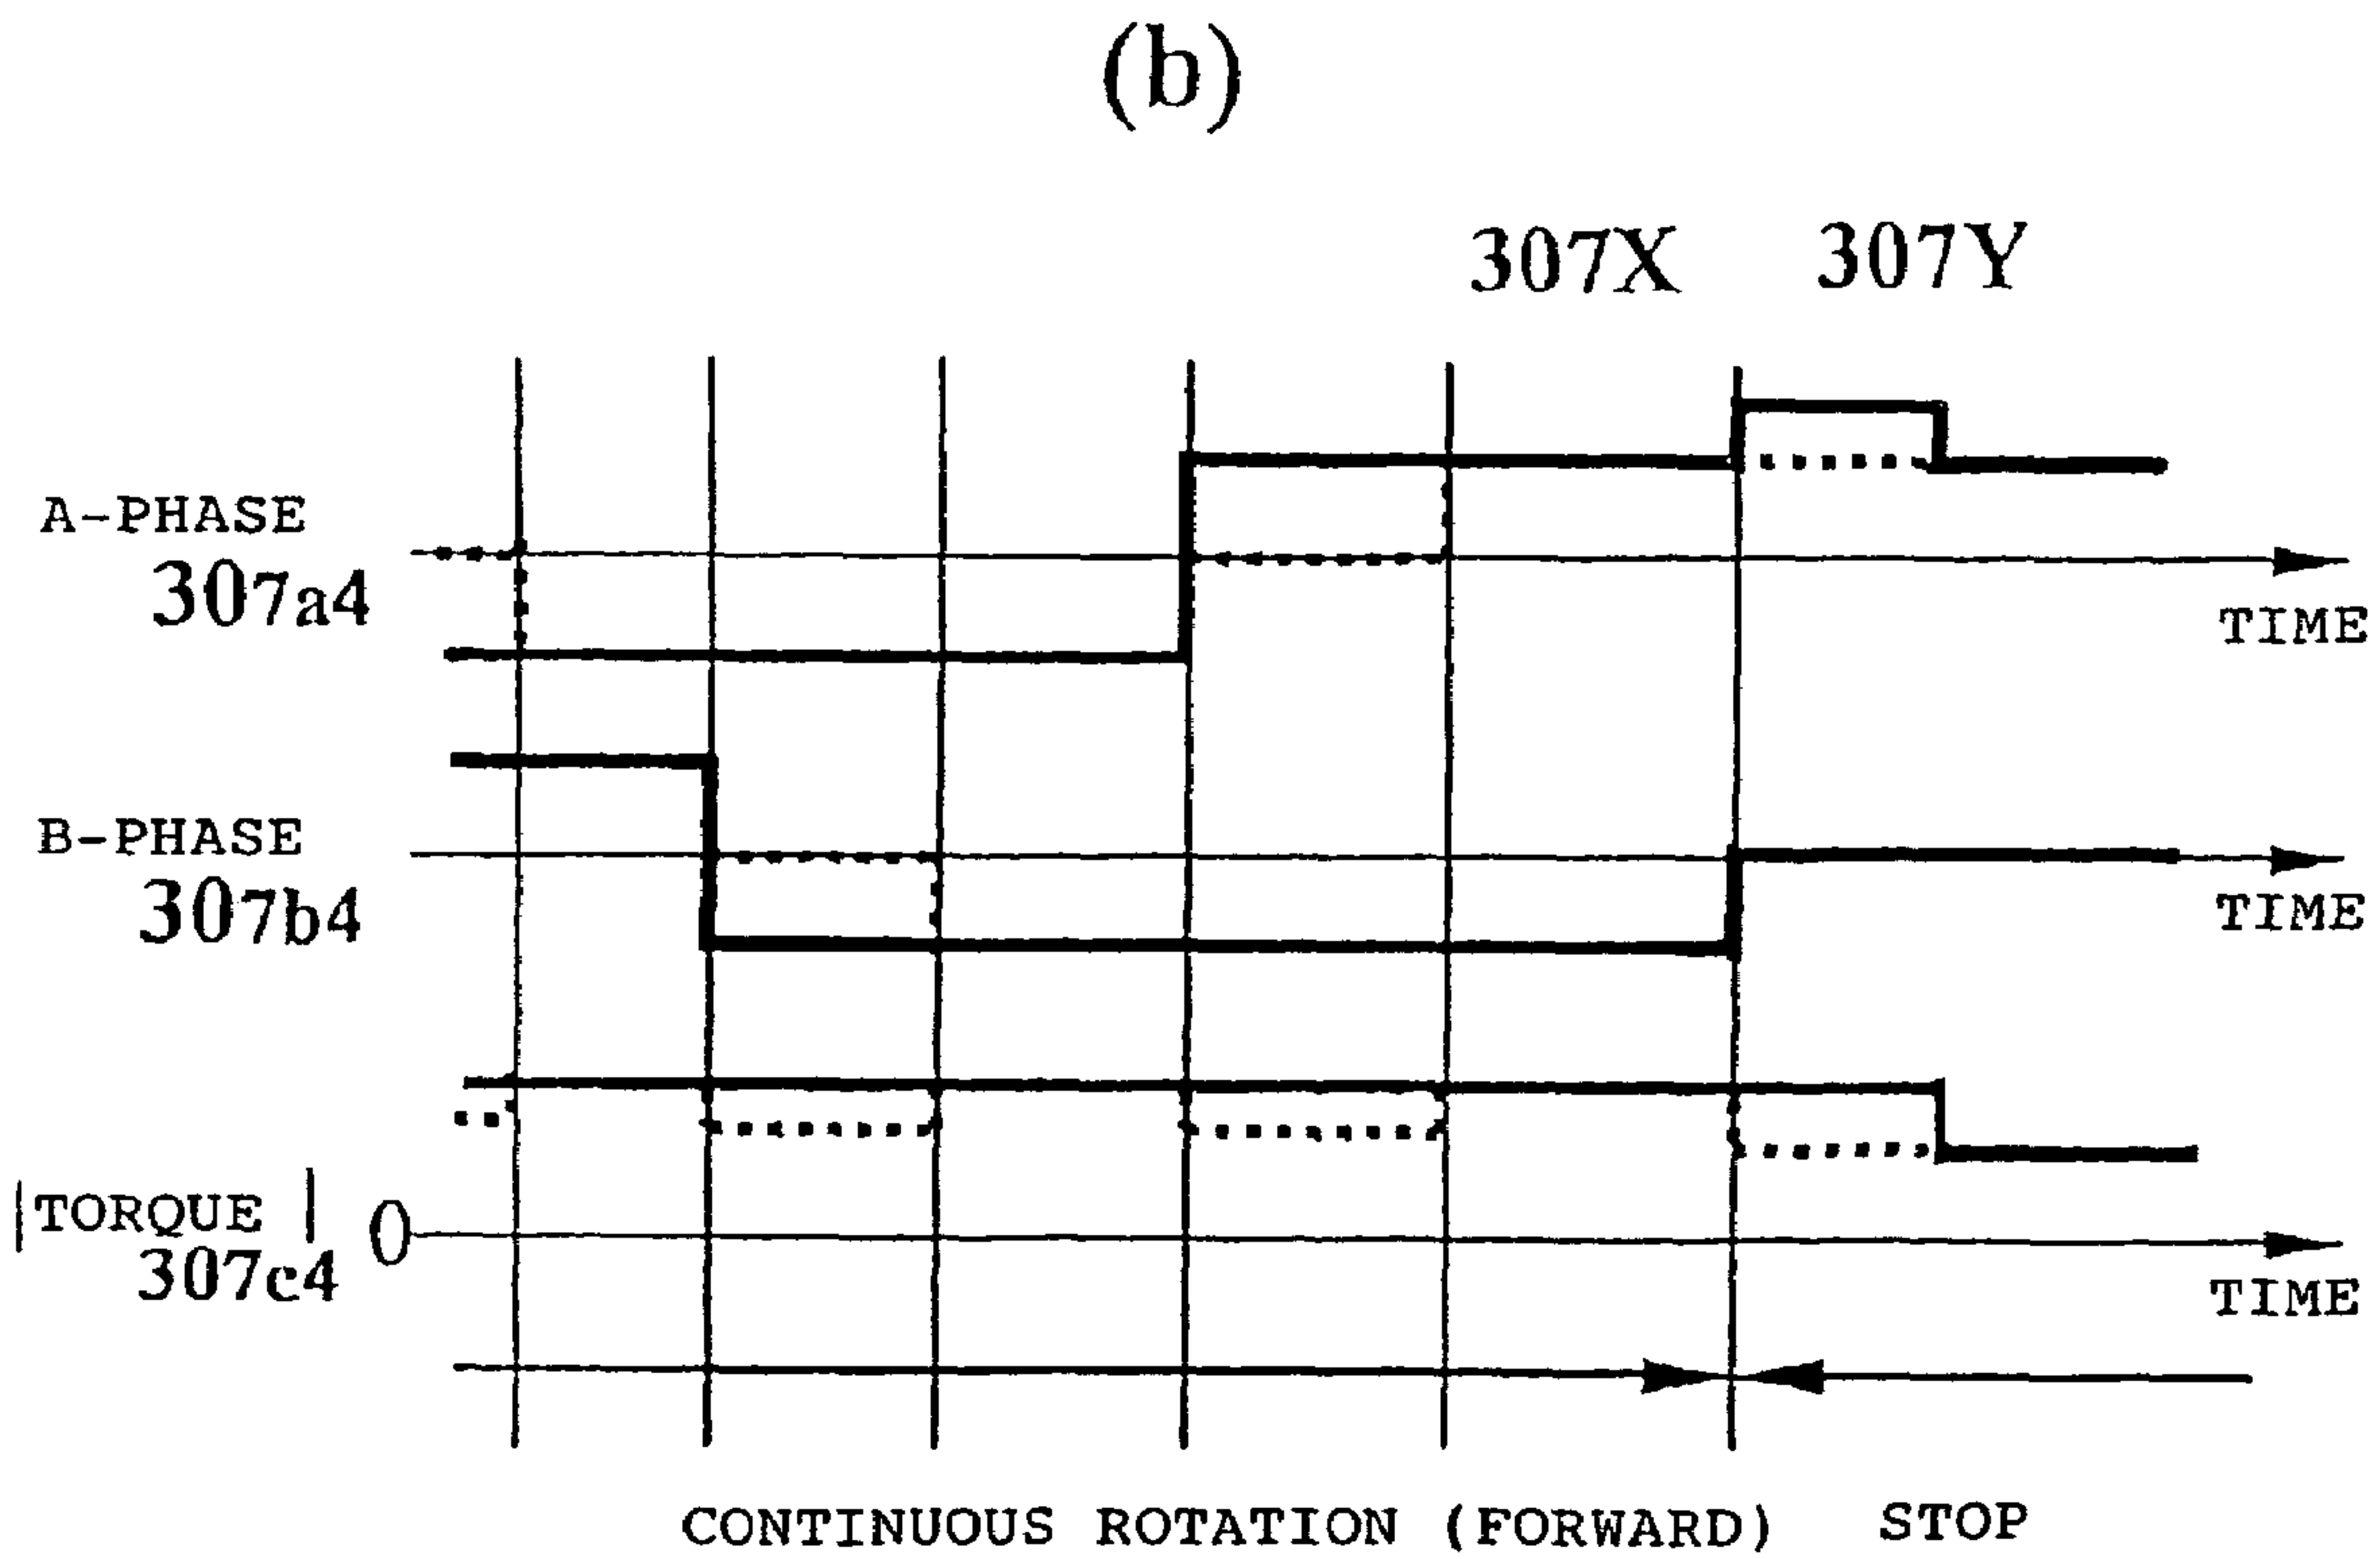 (b)
307X 307Y
A-PHASE
307a4
TIME
B-PHASE
307b4
TIME
|TORQUE| 0
307c4
TIME
CONTINUOUS ROTATION (FORWARD) STOP